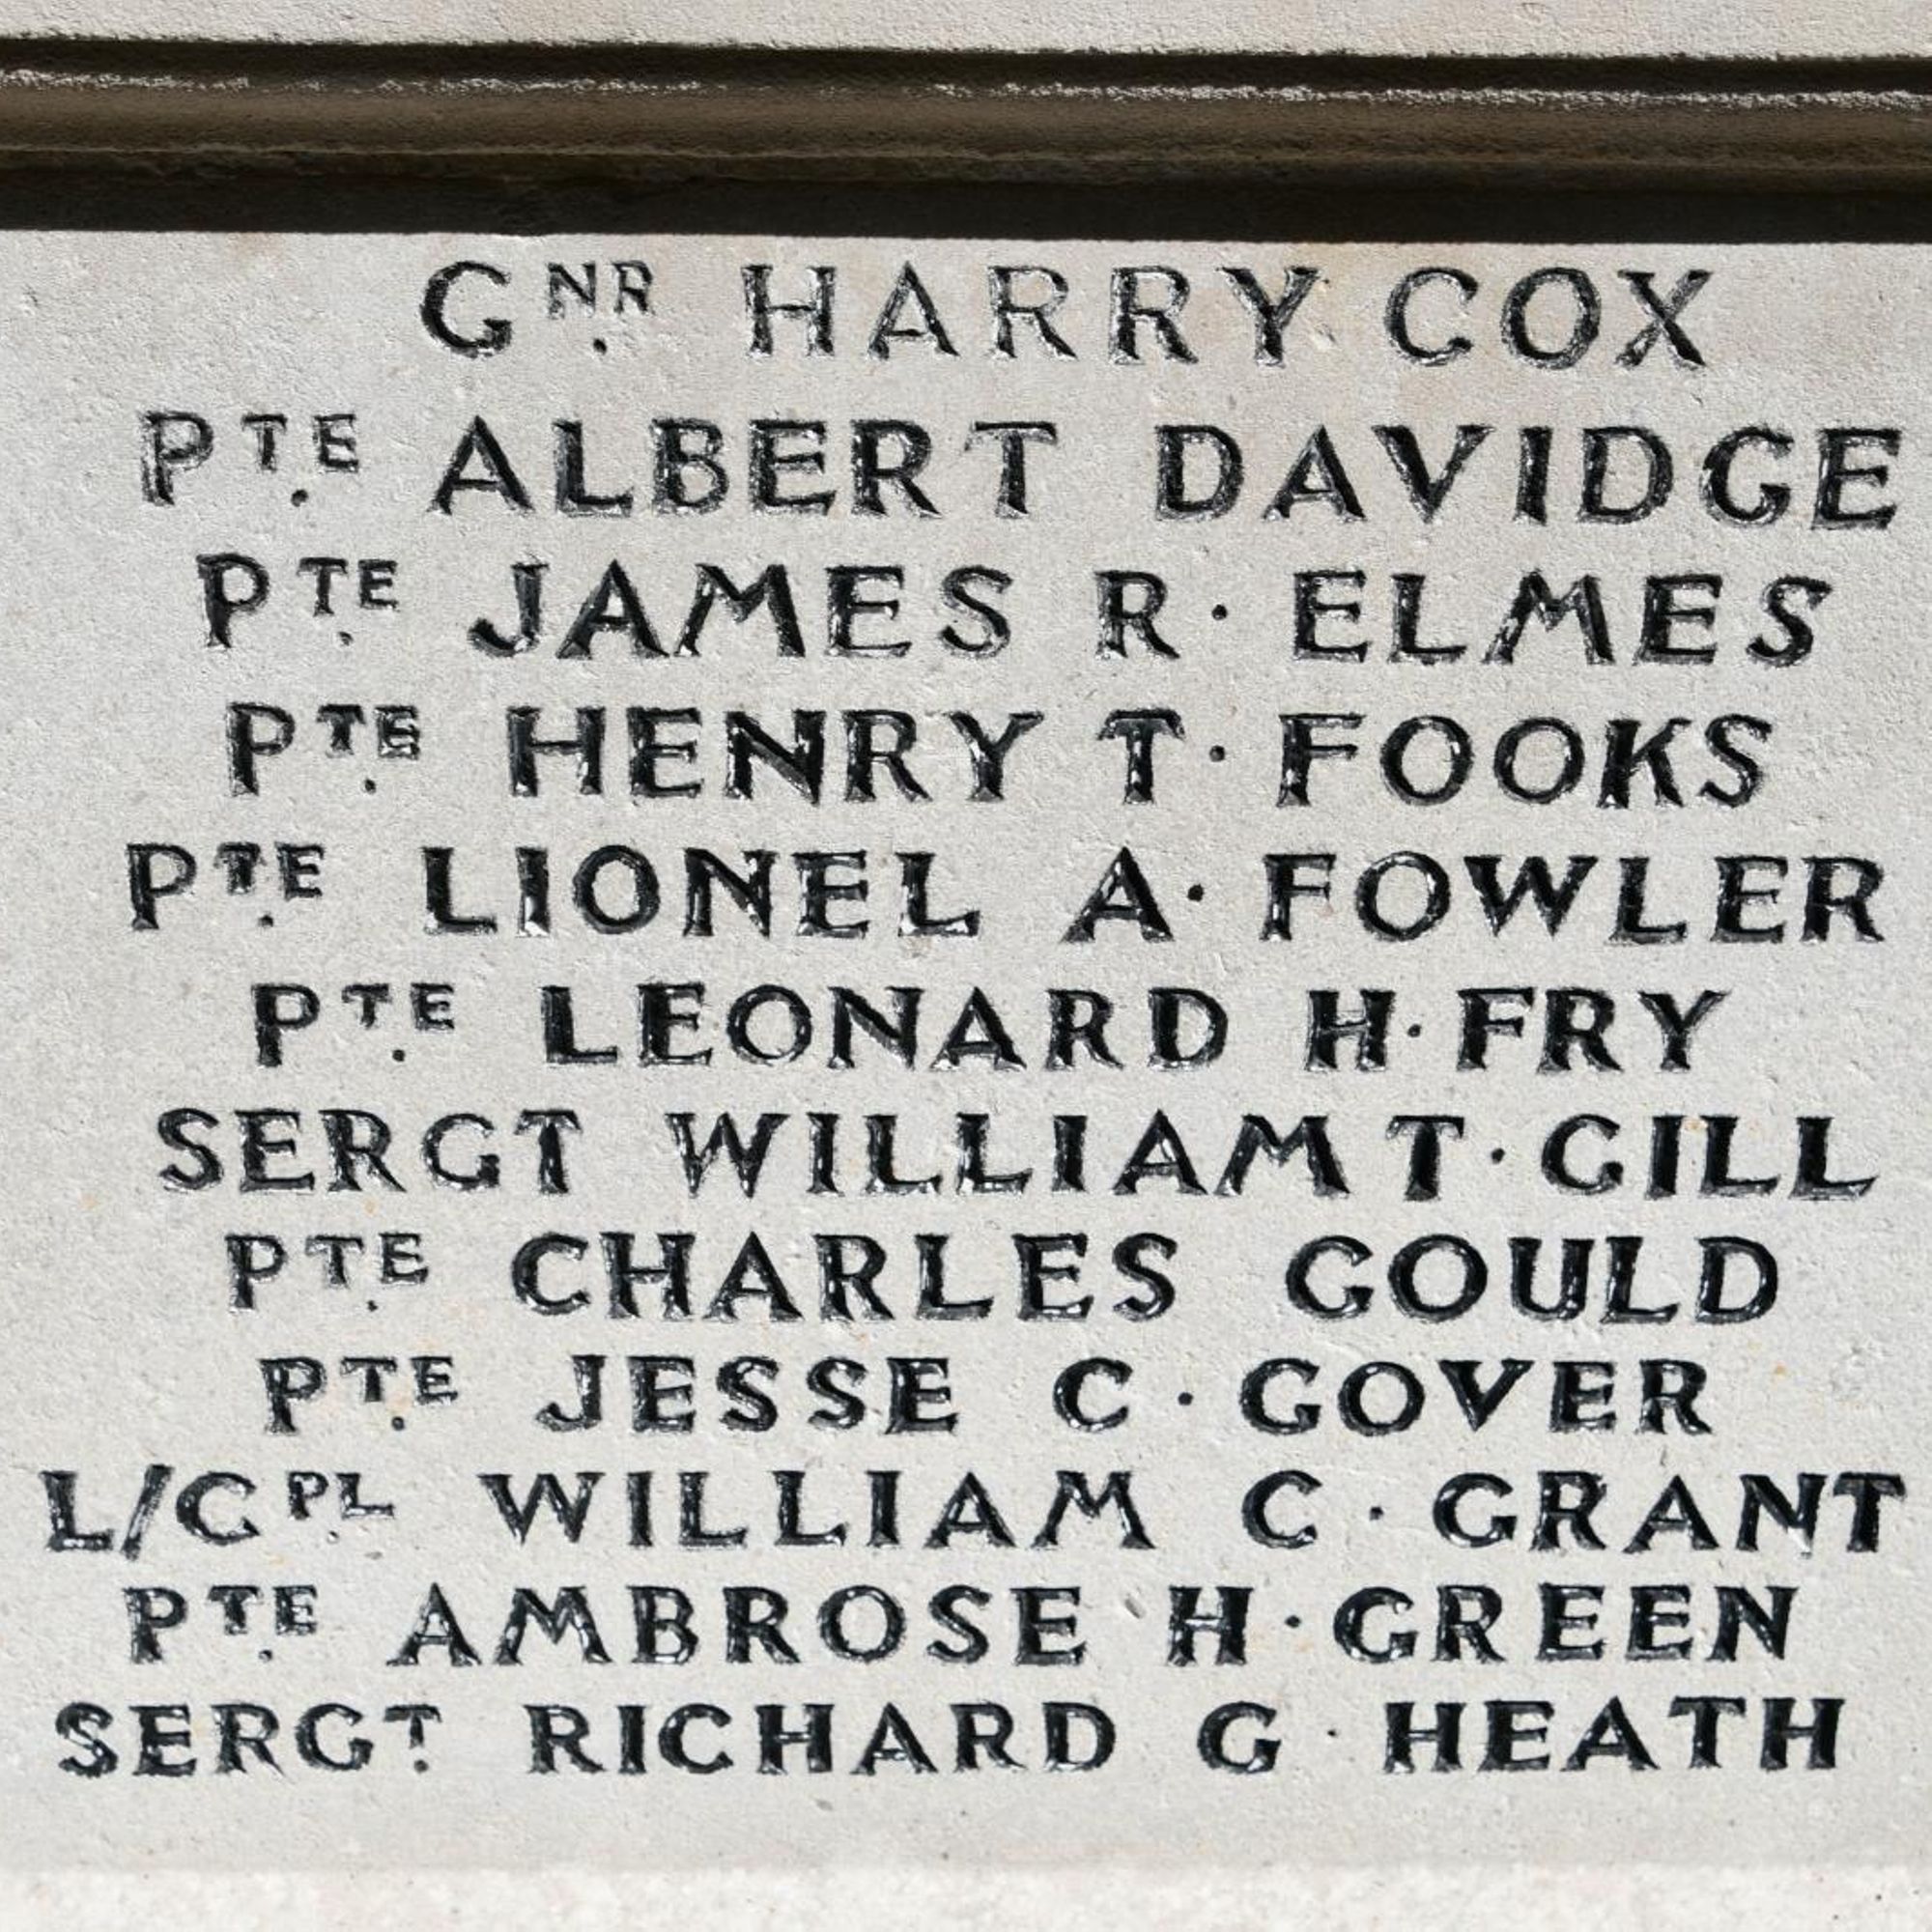 GNR. HARRY COX
PTE. ALBERT DAVIDGE
PTE. JAMES R. ELMES
PTE. HENRY T. FOOKS
PTE. LIONEL A. FOWLER
PTE. LEONARD H. FRY
SERGT WILLIAM T. GILL
PTE. CHARLES GOULD
PTE. JESSE C. GOVER
L/CPL. WILLIAM C. GRANT
PTE. AMBROSE H. GREEN
SERGT. RICHARD G. HEATH